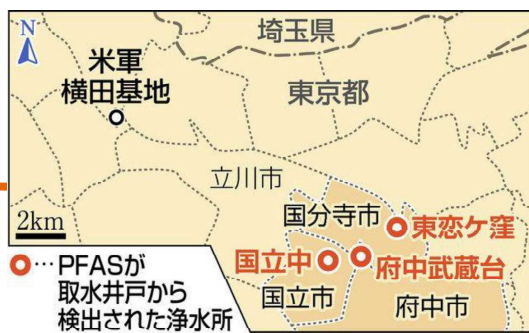 N
埼玉県
米軍
横田基地
東京都
立川市
2km
国分寺市
東恋ケ窪
国立中
府中武蔵台
国立市
府中市
…PFASが
取水井戸から
検出された浄水所